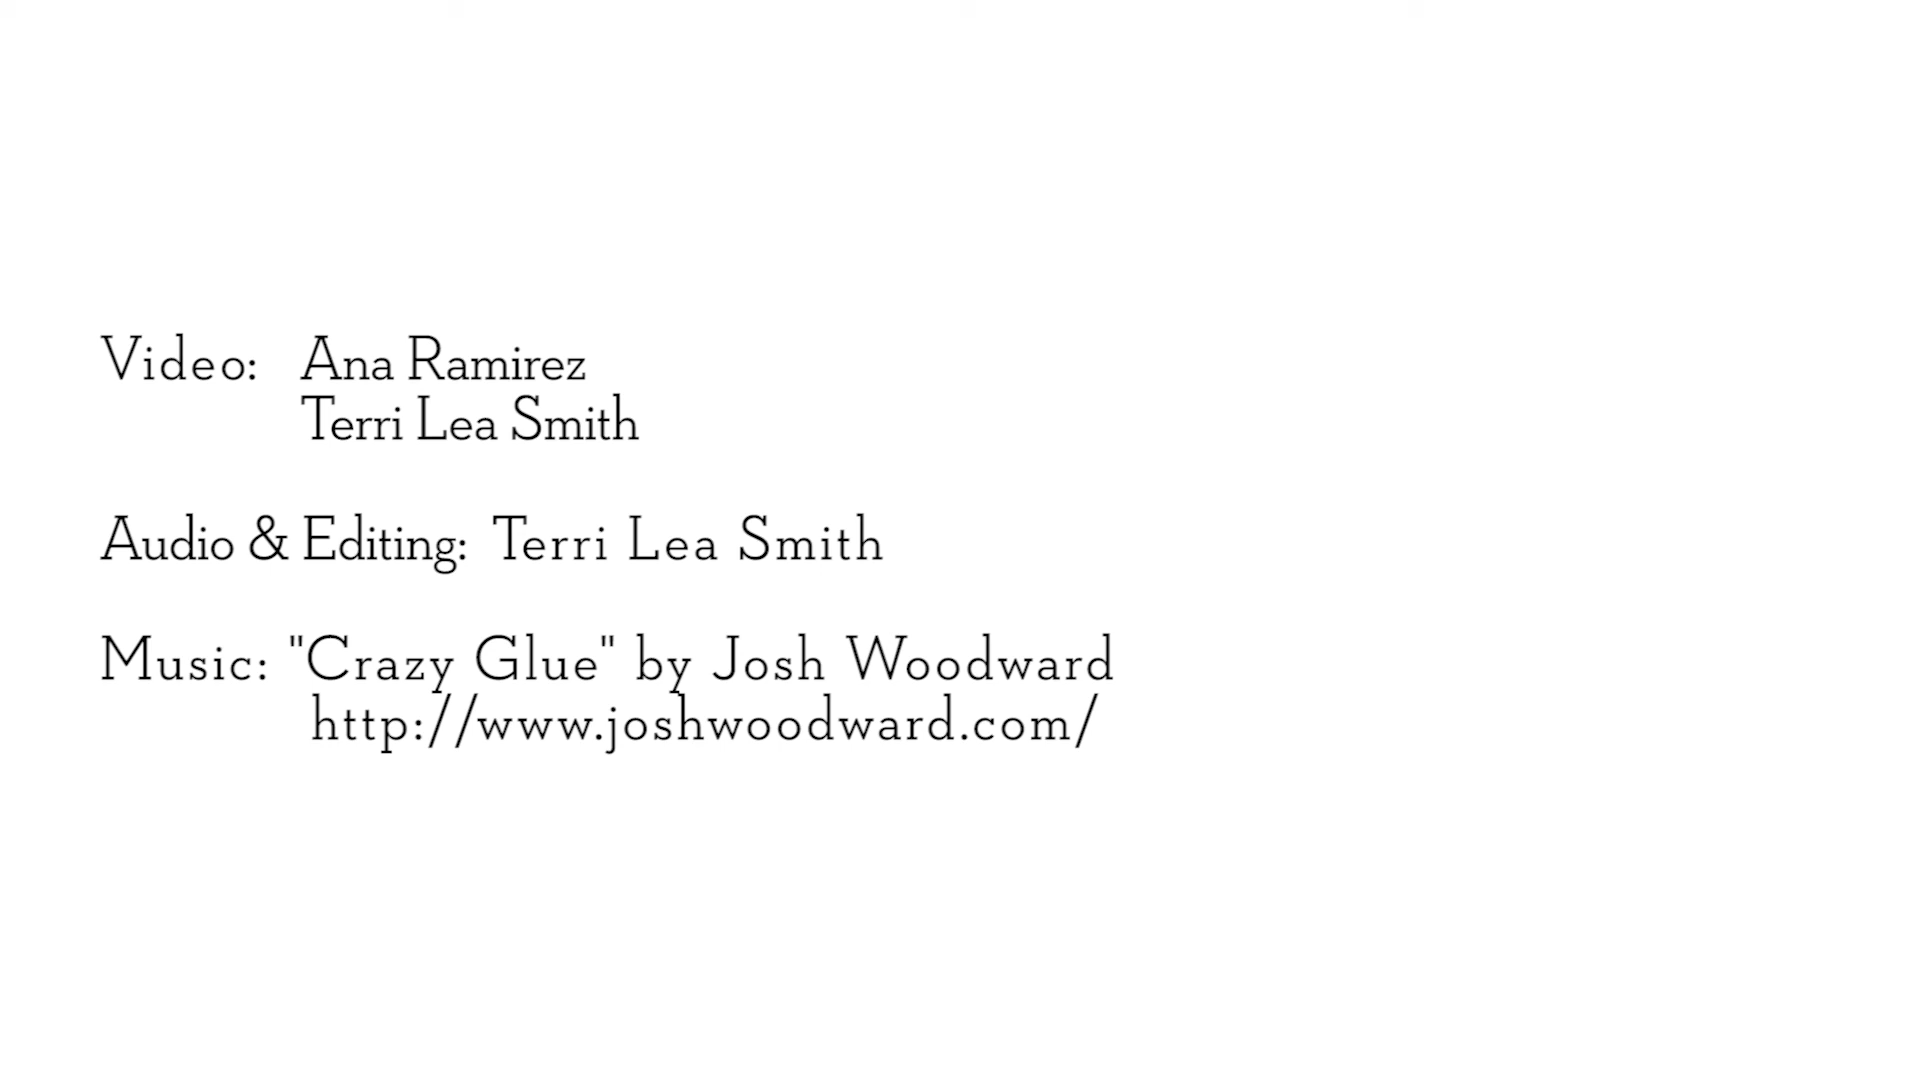 Video: Ana Ramirez
Terri Lea Smith
Audio & Editing: Terri Lea Smith
Music: "Crazy Glue" by Josh Woodward
http://www.joshwoodward.com/